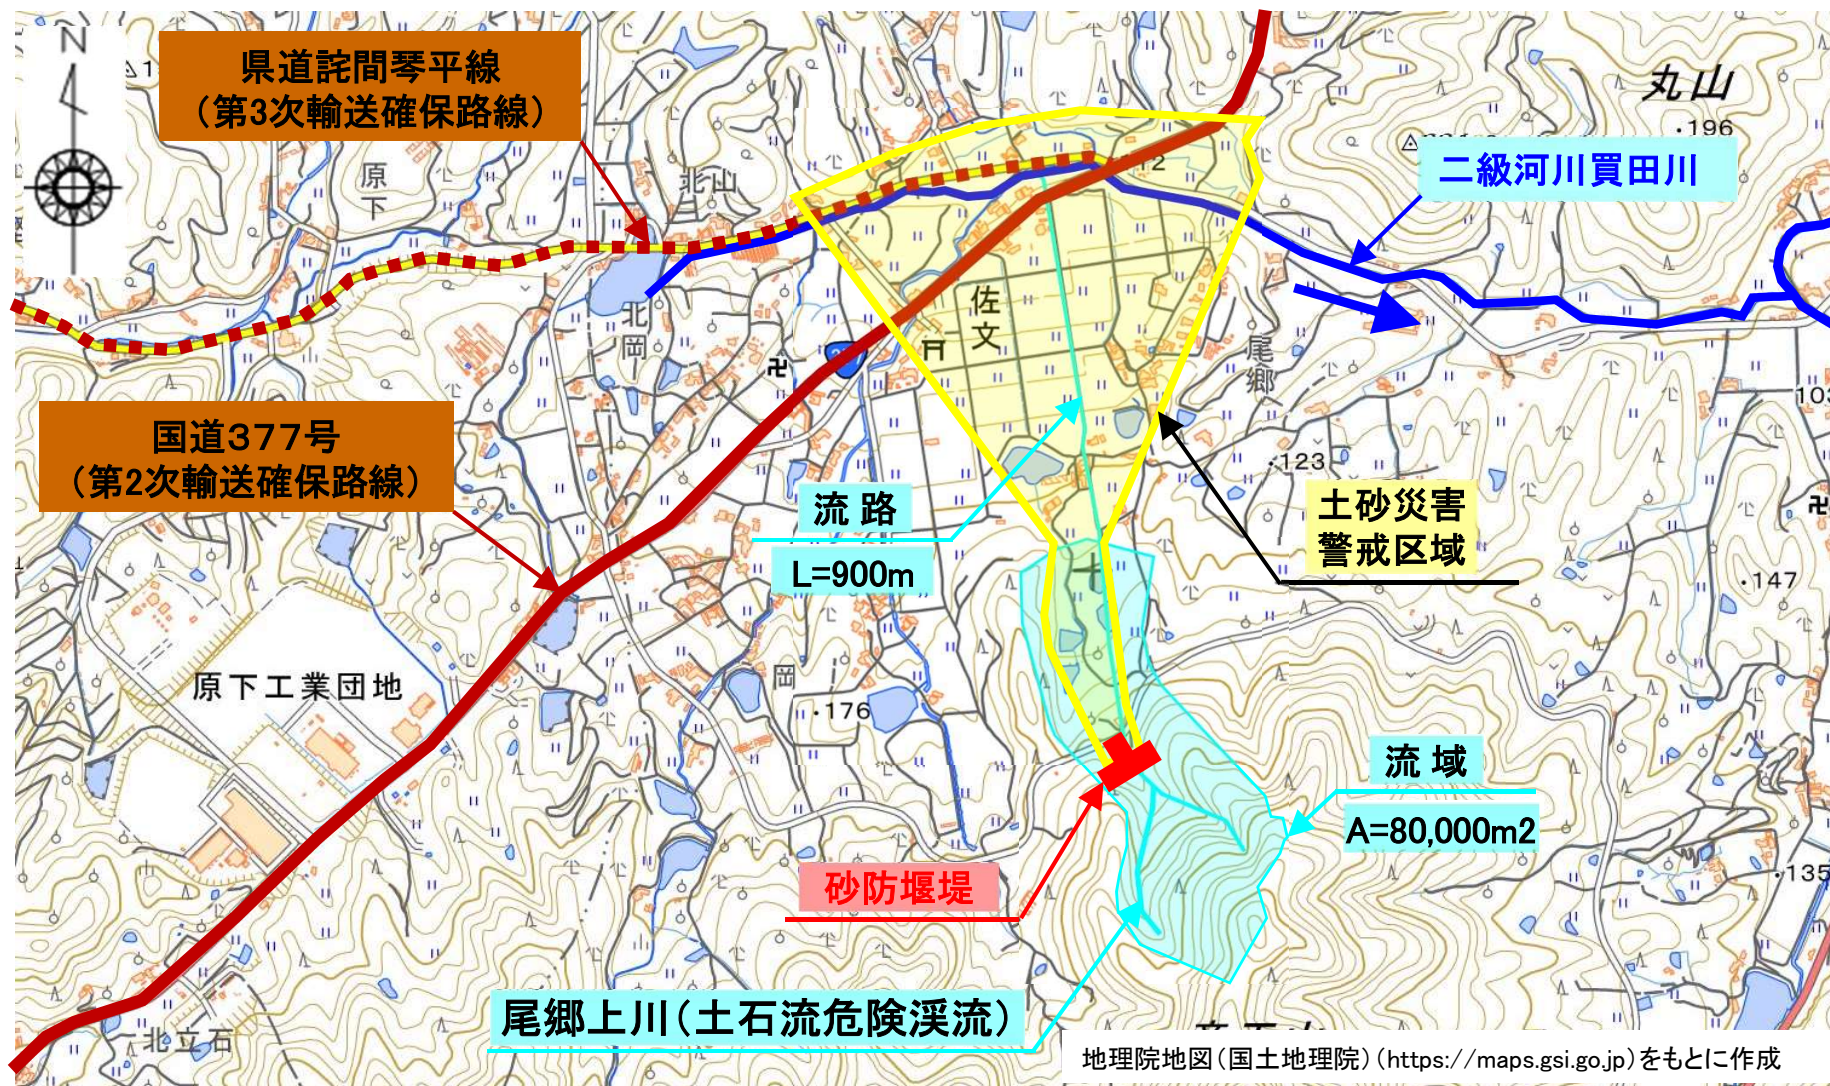 N
県道詫間琴平線
（第3次輸送確保路線）
丸山
・196
二級河川買田川
原下
北山
北岡
佐文
尾郷
国道３７７号
（第2次輸送確保路線）
・123
流 路
L=900m
土砂災害
警戒区域
・147
原下工業団地
岡
・176
流 域
A=80,000m2
砂防堰堤
・135
尾郷上川（土石流危険渓流）
北立石
地理院地図（国土地理院）（https://maps.gsi.go.jp）をもとに作成